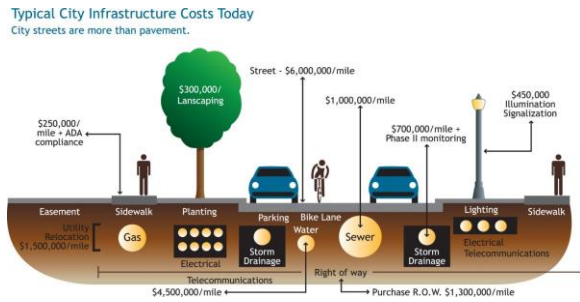 Typical City Infrastructure Costs Today
City streets are more than pavement.
$300,000/
Lanscaping
Street - $6,000,000/mile
$1,000,000/mile
$450,000
Illumination
Signalization
$250,000/
mile + ADA
compliance
$700,000/mile +
Phase II monitoring
Easement
Sidewalk
Planting
Parking
Bike Lane
Lighting
Sidewalk
Utility
Relocation
$1,500,000/mile
Gas
Electrical
Storm
Drainage
Water
Sewer
Storm
Drainage
Electrical
Telecommunications
Telecommunications
Right of way
$4,500,000/mile
Purchase R.O.W. $1,300,000/mile